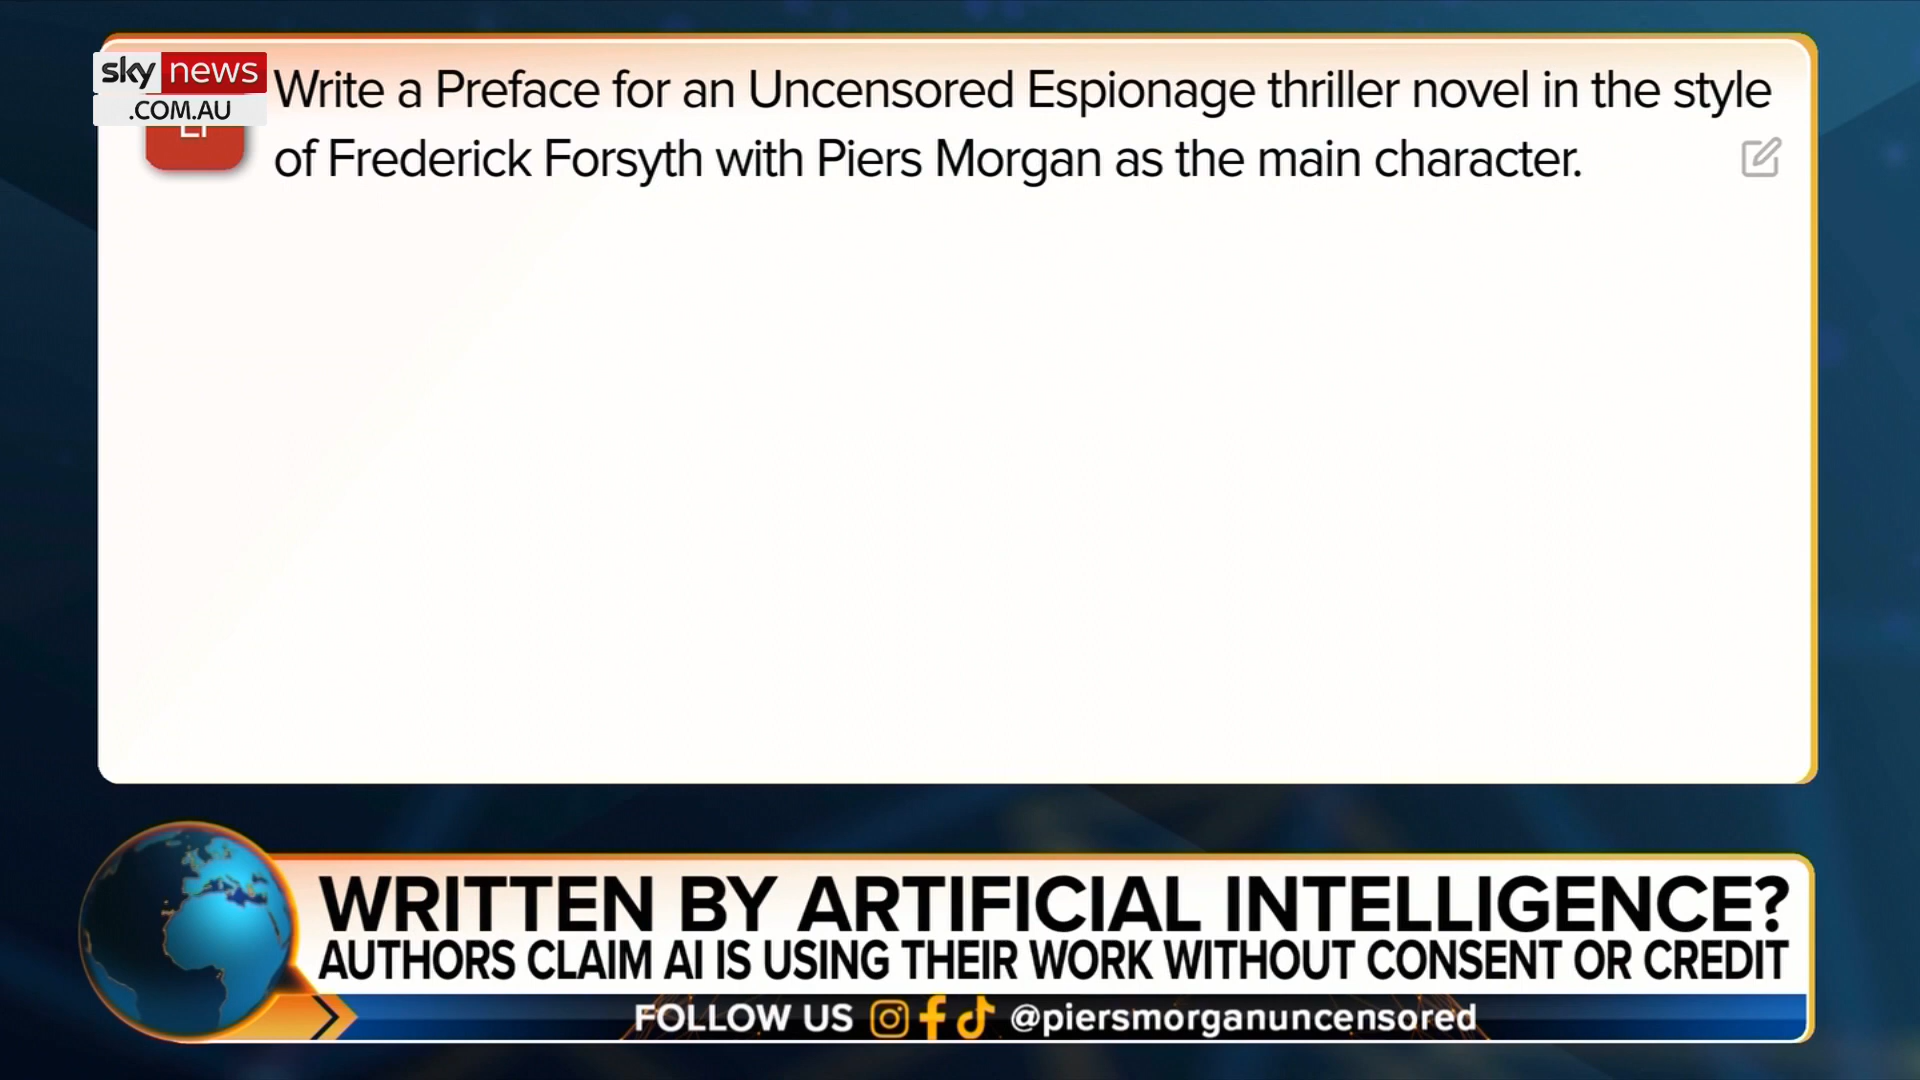 sky news
.COM.AU
Write a Preface for an Uncensored Espionage thriller novel in the style
of Frederick Forsyth with Piers Morgan as the main character.
WRITTEN BY ARTIFICIAL INTELLIGENCE?
AUTHORS CLAIM AI IS USING THEIR WORK WITHOUT CONSENT OR CREDIT
FOLLOW US @piersmorganuncensored